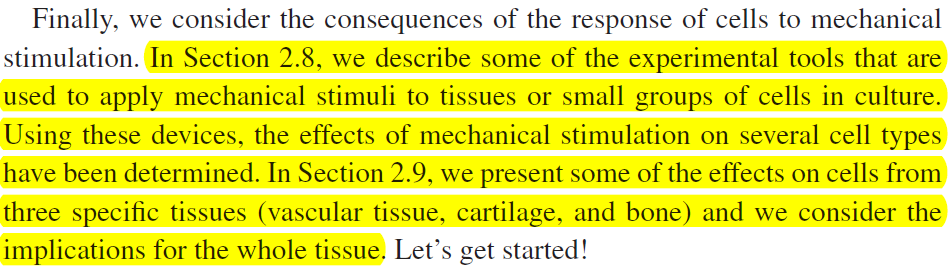 Finally, we consider the consequences of the response of cells to mechanical
stimulation. In Section 2.8, we describe some of the experimental tools that are
used to apply mechanical stimuli to tissues or small groups of cells in culture.
Using these devices, the effects of mechanical stimulation on several cell types
have been determined. In Section 2.9, we present some of the effects on cells from
three specific tissues (vascular tissue, cartilage, and bone) and we consider the
implications for the whole tissue. Let’s get started!